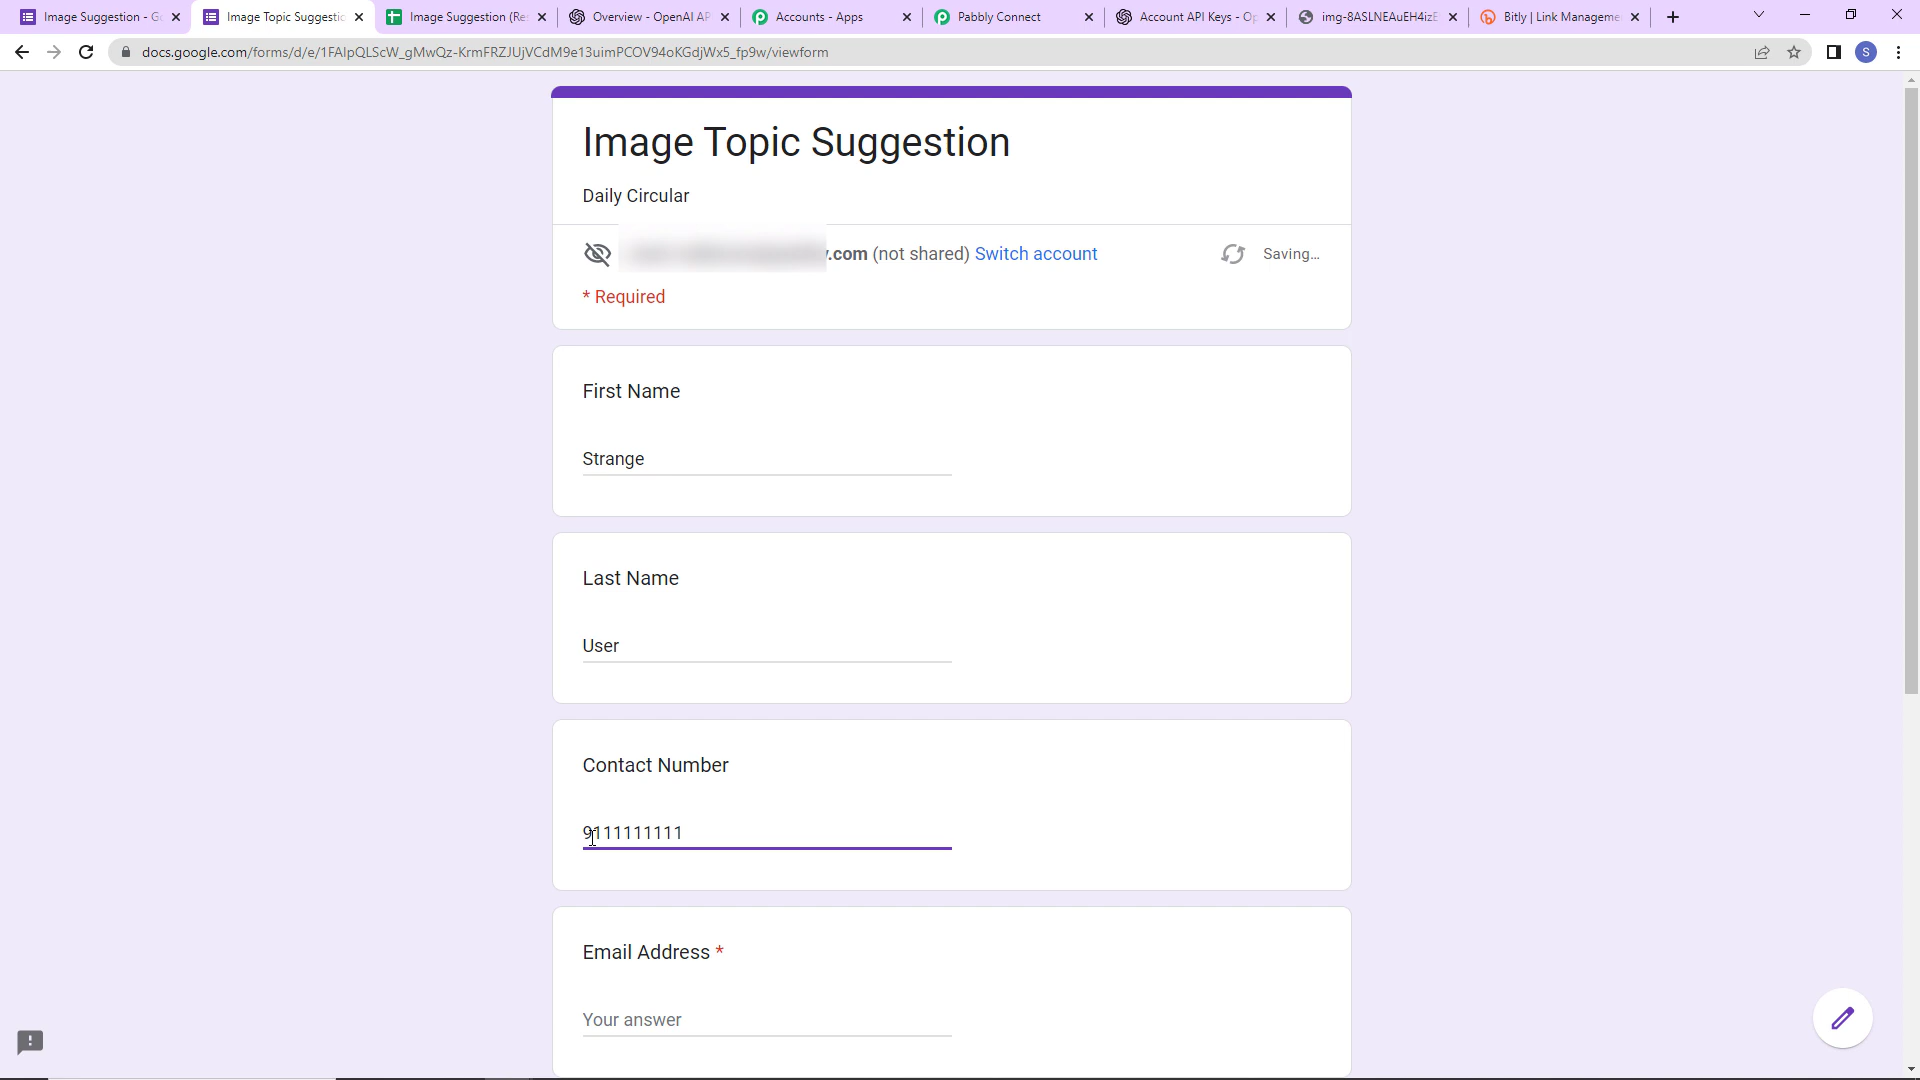 Image Suggestion - Go
Image Topic Suggestic
Image Suggestion (Re
Overview - OpenAI AP
Accounts - Apps
Pabbly Connect
Account API Keys - Op
img-8ASLNEAuEH4izE
Bitly | Link Manageme
docs.google.com/forms/d/e/1FAIpQLScW_gMwQz-KrmFRZJUjVCdM9e13uimPCOV94oKGdjWx5_fp9w/viewform
S
Image Topic Suggestion
Daily Circular
.com (not shared) Switch account
Saving...
* Required
First Name
Strange
Last Name
User
Contact Number
9111111111
Email Address *
Your answer